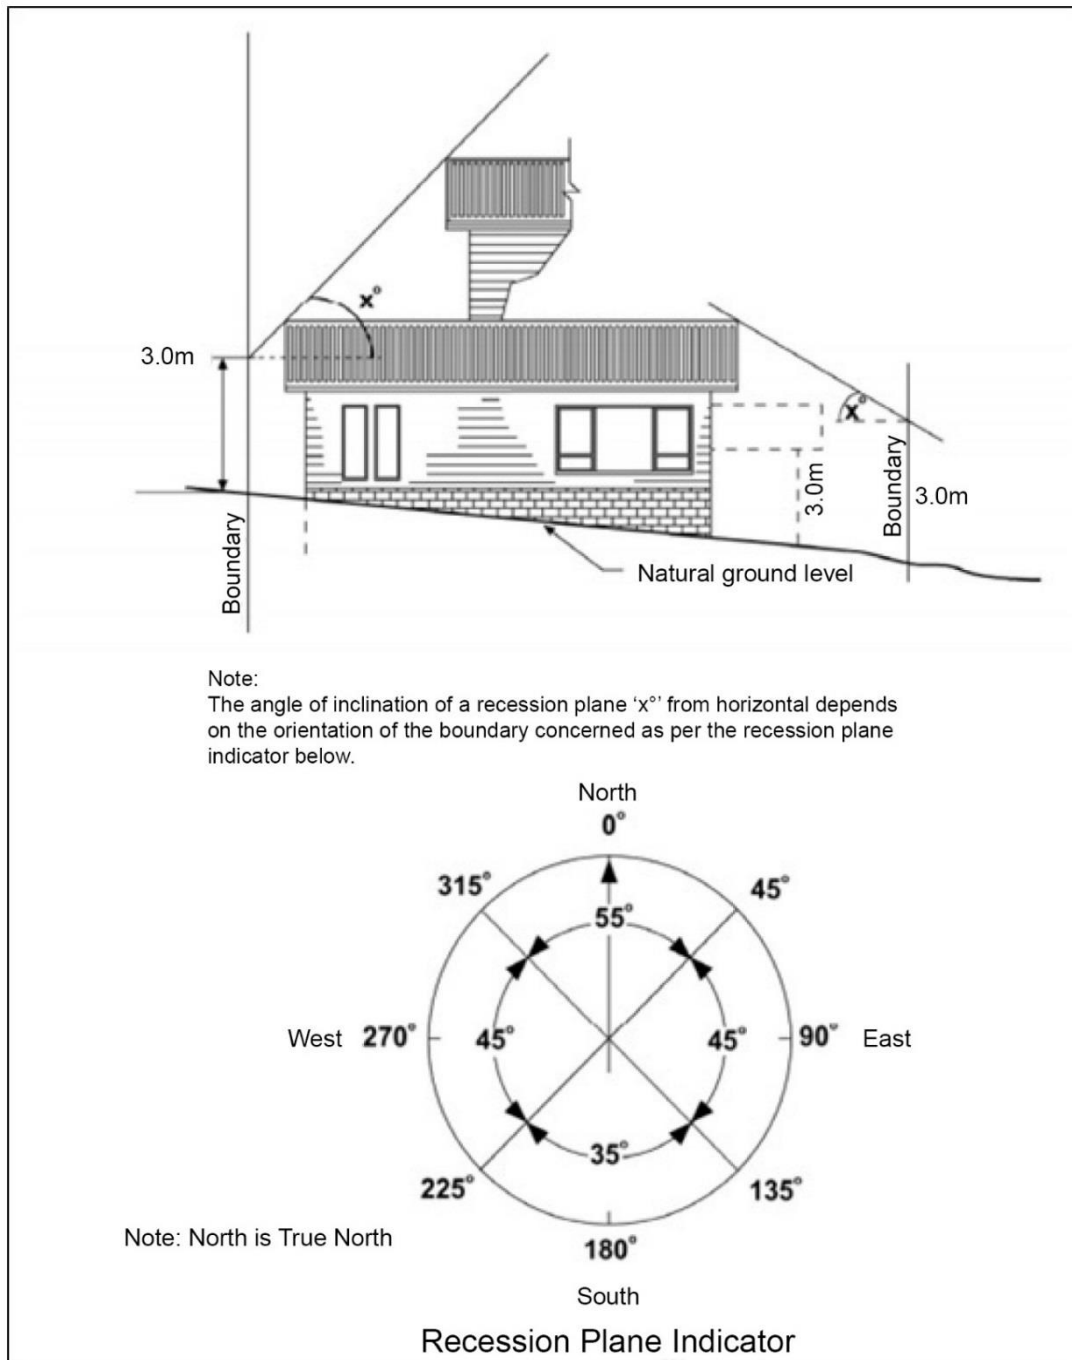 x°
3.0m
x°
3.0m
Boundary
3.0m
Boundary
Natural ground level
Note:
The angle of inclination of a recession plane ‘x°’ from horizontal depends
on the orientation of the boundary concerned as per the recession plane
indicator below.
North
0°
315°
45°
55°
West 270°
45°
45°
90° East
35°
225°
135°
Note: North is True North
180°
South
Recession Plane Indicator